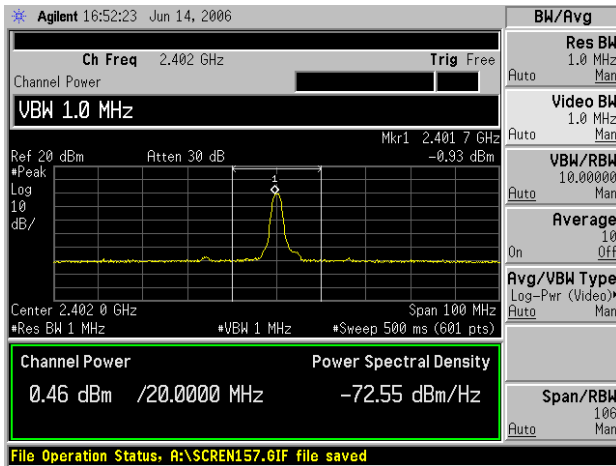 Agilent 16:52:23 Jun 14, 2006
BW/Avg
Ch Freq 2.402 GHz Trig Free
Channel Power
VBW 1.0 MHz
Mkr1 2.401 7 GHz
Ref 20 dBm Atten 30 dB -0.93 dBm
#Peak
Log
10
dB/
1
Center 2.402 0 GHz Span 100 MHz
#Res BW 1 MHz #VBW 1 MHz #Sweep 500 ms (601 pts)
Channel Power Power Spectral Density
0.46 dBm /20.0000 MHz -72.55 dBm/Hz
File Operation Status, A:\SCREN157.GIF file saved
Res BW
1.0 MHz
Auto Man
Video BW
1.0 MHz
Auto Man
VBW/RBW
10.00000
Auto Man
Average
10
On Off
Avg/VBW Type
Log-Pwr (Video)
Auto Man
Span/RBW
106
Auto Man